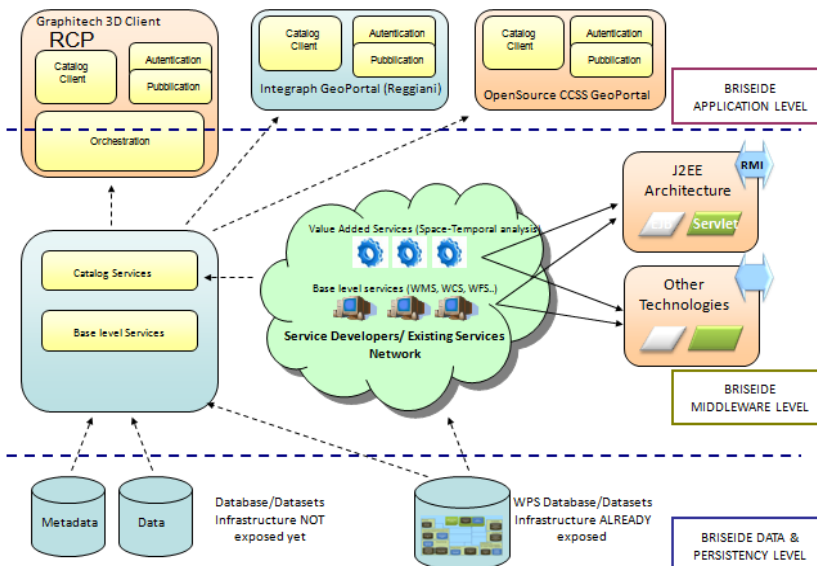 Graphitech 3D Client
RCP
Catalog
Client
Autentication
Pubblication
Orchestration
Catalog
Client
Autentication
Pubblication
Integraph GeoPortal (Reggiani)
Catalog
Client
Autentication
Pubblication
OpenSource CCSS GeoPortal
BRISEIDE
APPLICATION LEVEL
Catalog Services
Base level Services
Value Added Services (Space-Temporal analysis)
Base level services (WMS, WCS, WFS..)
Service Developers/ Existing Services
Network
RMI
J2EE
Architecture
Servlet
Other
Technologies
BRISEIDE
MIDDLEWARE LEVEL
Metadata
Data
Database/Datasets
Infrastructure NOT
exposed yet
WPS Database/Datasets
Infrastructure ALREADY
exposed
BRISEIDE DATA &
PERSISTENCY LEVEL